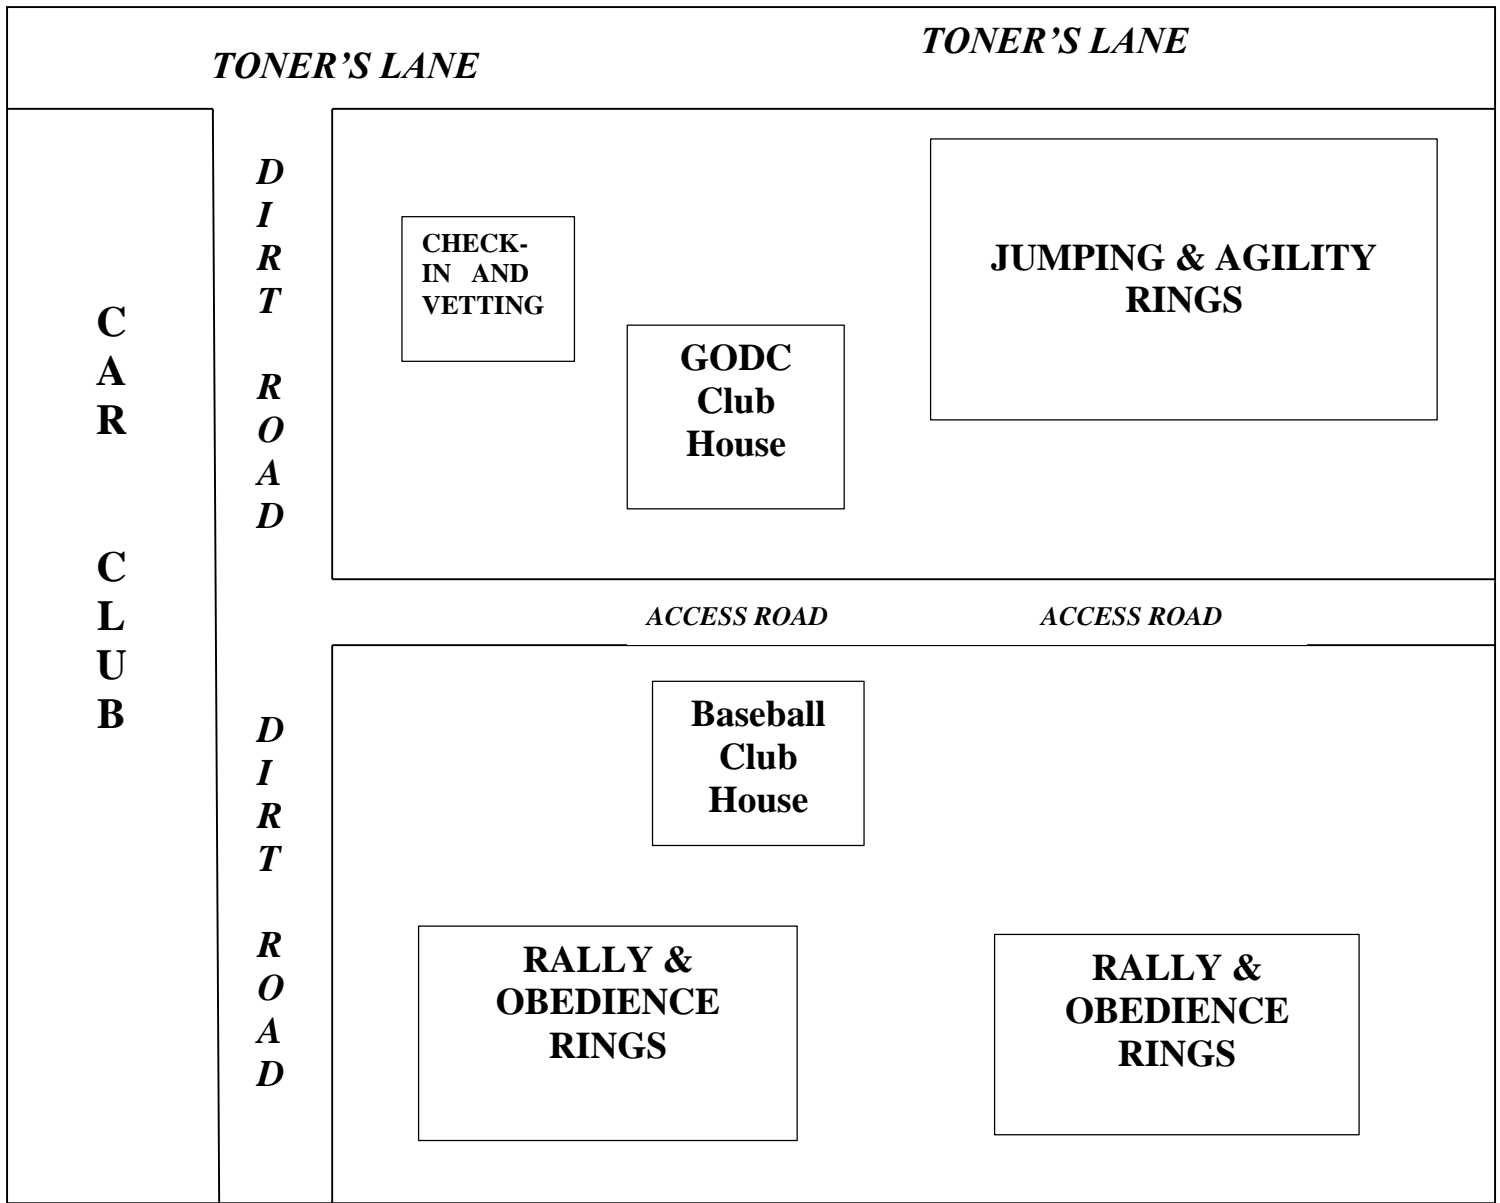 TONER’S LANE
TONER’S LANE
D
I
R
T
R
O
A
D
CHECK-
IN AND
VETTING
JUMPING & AGILITY
RINGS
GODC
Club
House
C
A
R
C
L
U
B
ACCESS ROAD
ACCESS ROAD
D
I
R
T
R
O
A
D
Baseball
Club
House
RALLY &
OBEDIENCE
RINGS
RALLY &
OBEDIENCE
RINGS